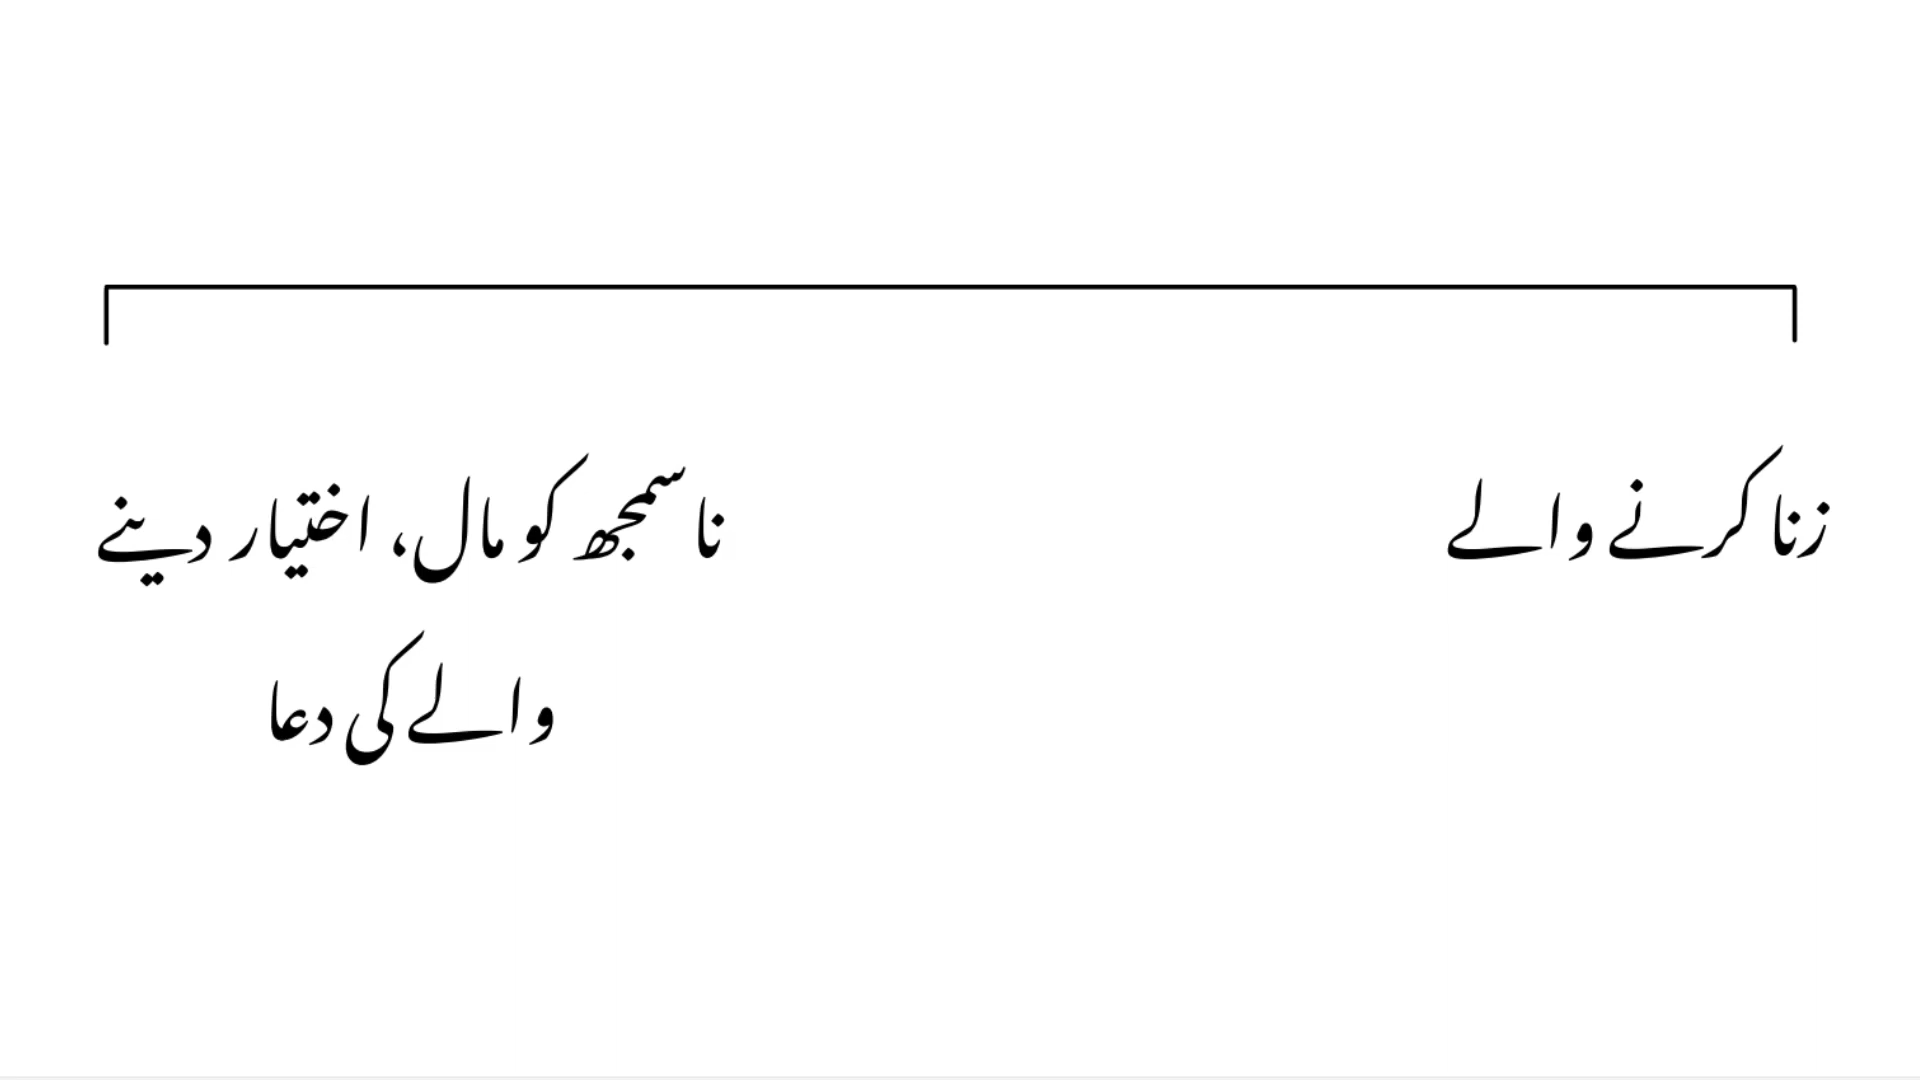 زنا کرنے والے
ناسمجھ کو مال، اختیار دینے
والے کی دعا